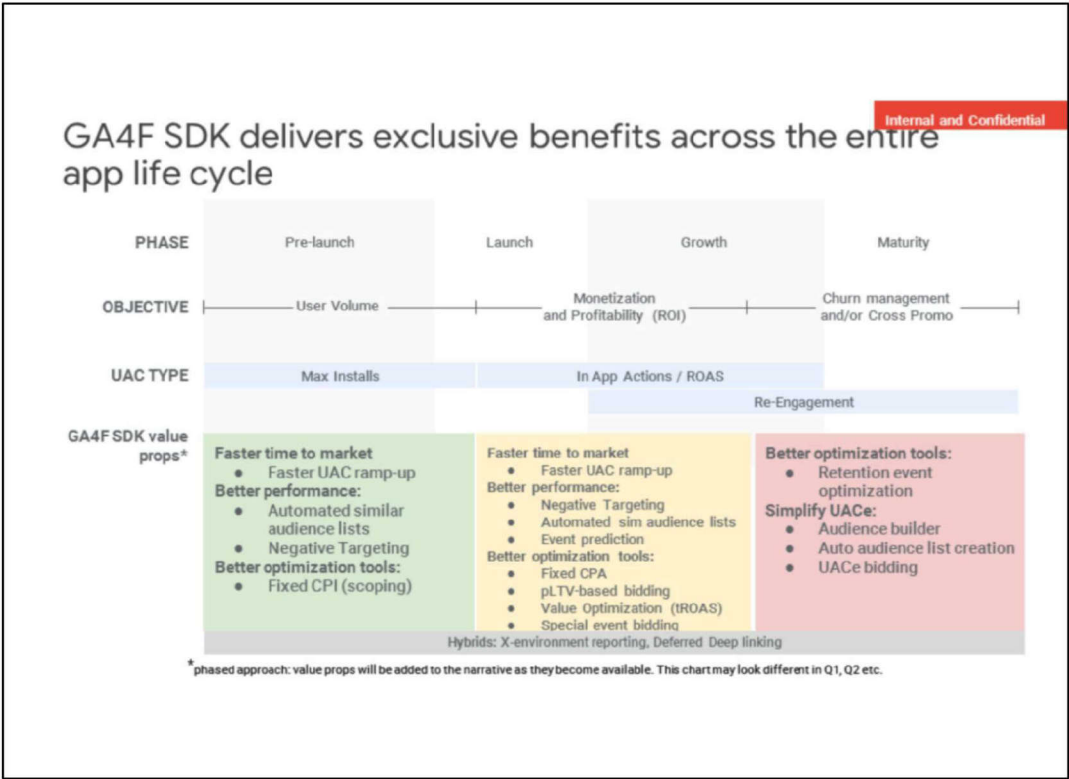 Internal and Confidential
GA4F SDK delivers exclusive benefits across the entire
app life cycle
PHASE
Pre-launch
Launch
Growth
Maturity
OBJECTIVE
User Volume
Monetization
and Profitability (ROI)
Churn management
and/or Cross Promo
UAC TYPE
Max Installs
In App Actions / ROAS
Re-Engagement
GA4F SDK value
props*
Faster time to market
● Faster UAC ramp-up
Better performance:
● Automated similar
audience lists
● Negative Targeting
Better optimization tools:
● Fixed CPI (scoping)
Faster time to market
● Faster UAC ramp-up
Better performance:
● Negative Targeting
● Automated sim audience lists
● Event prediction
Better optimization tools:
● Fixed CPA
● pLTV-based bidding
● Value Optimization (tROAS)
● Special event bidding
Better optimization tools:
● Retention event
optimization
Simplify UACe:
● Audience builder
● Auto audience list creation
● UACe bidding
Hybrids: X-environment reporting, Deferred Deep linking
*phased approach: value props will be added to the narrative as they become available. This chart may look different in Q1, Q2 etc.